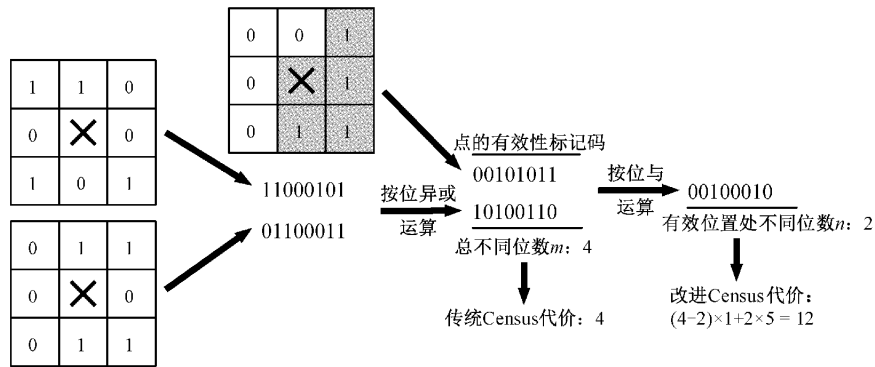 0 0 1
0 × 1
0 1 1
1 1 0
0 × 0
1 0 1
0 1 1
0 × 0
0 1 1
11000101
01100011
按位异或
运算
点的有效性标记码
00101011
10100110
总不同位数m：4
传统Census代价：4
按位与
运算
00100010
有效位置处不同位数n：2
改进Census代价：
(4-2)×1+2×5 = 12